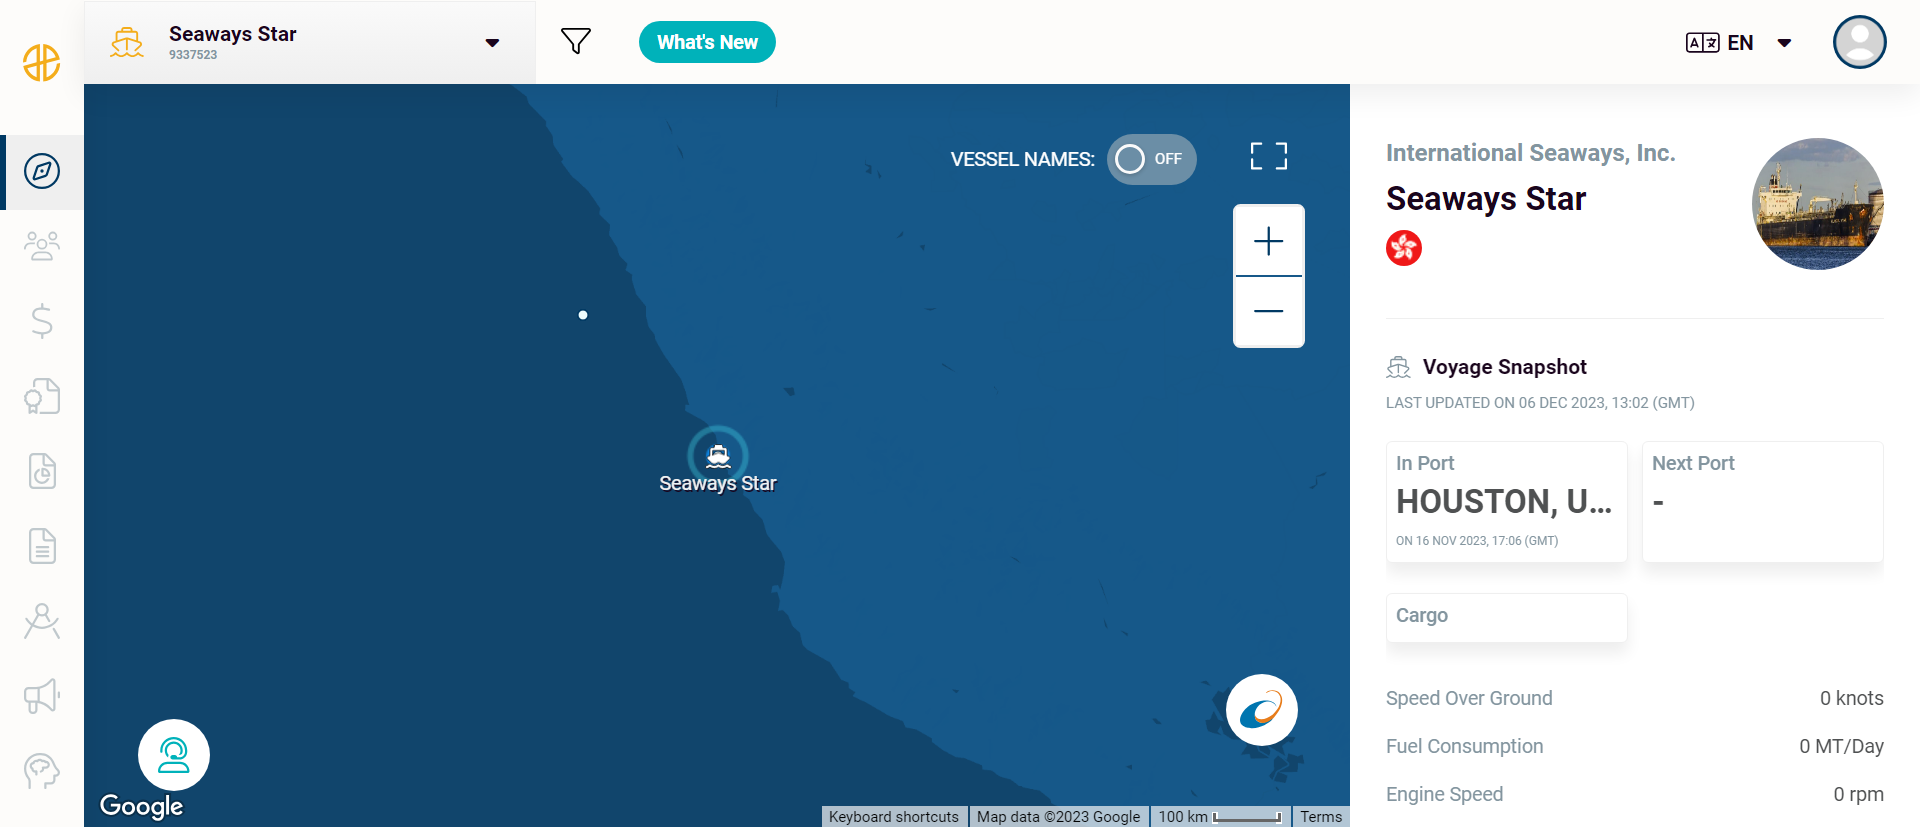 Seaways Star
9337523
What's New
EN
VESSEL NAMES:
OFF
Seaways Star
Google
Keyboard shortcuts
Map data ©2023 Google
100 km
Terms
International Seaways, Inc.
Seaways Star
Voyage Snapshot
LAST UPDATED ON 06 DEC 2023, 13:02 (GMT)
In Port
HOUSTON, U...
ON 16 NOV 2023, 17:06 (GMT)
Next Port
-
Cargo
Speed Over Ground
0 knots
Fuel Consumption
0 MT/Day
Engine Speed
0 rpm